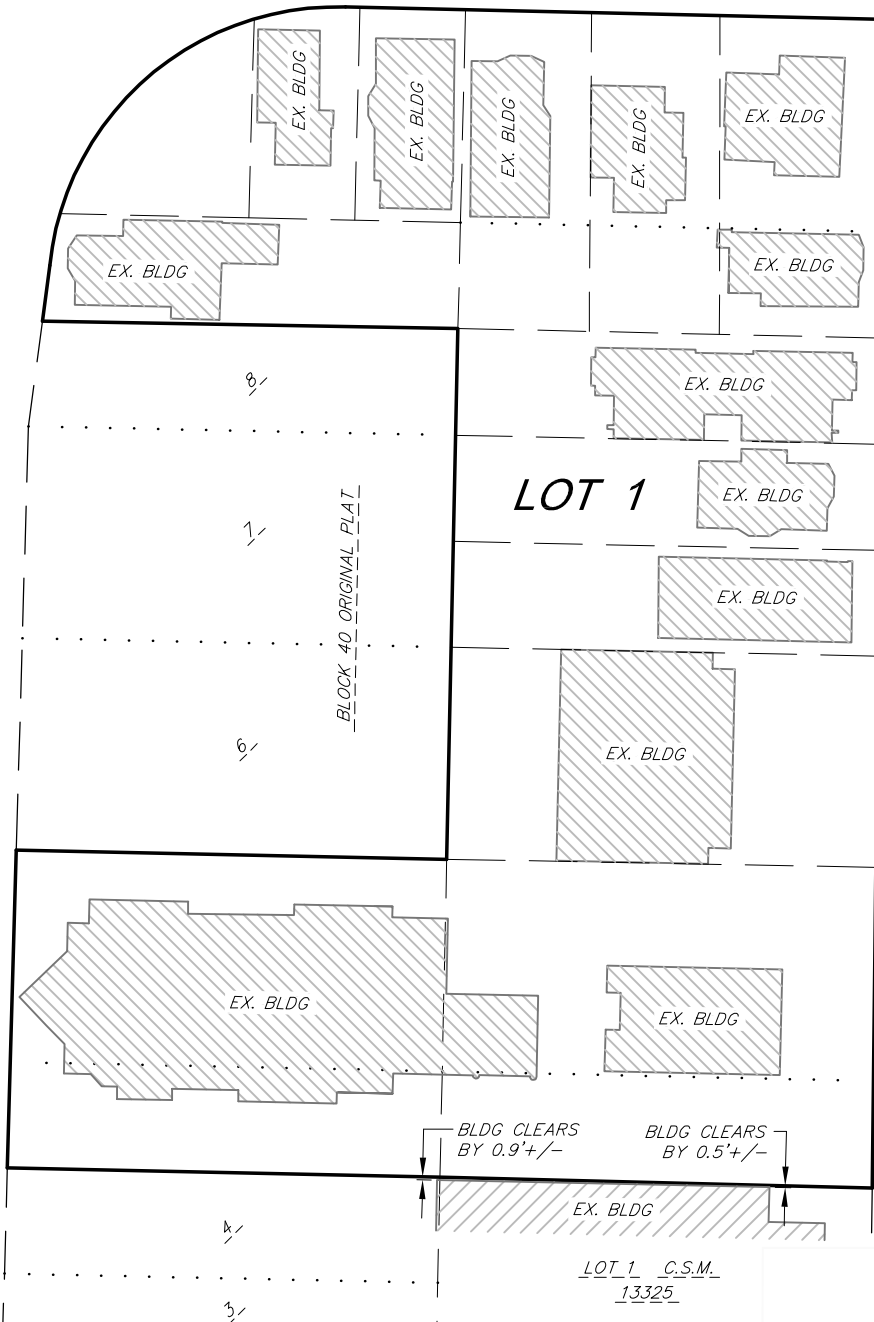 EX. BLDG
EX. BLDG
EX. BLDG
EX. BLDG
EX. BLDG
EX. BLDG
EX. BLDG
EX. BLDG
8
LOT 1
EX. BLDG
7
BLOCK 40 ORIGINAL PLAT
EX. BLDG
6
EX. BLDG
EX. BLDG
EX. BLDG
BLDG CLEARS
BY 0.9'+/-
BLDG CLEARS
BY 0.5'+/-
EX. BLDG
4
LOT 1 C.S.M.
13325
3